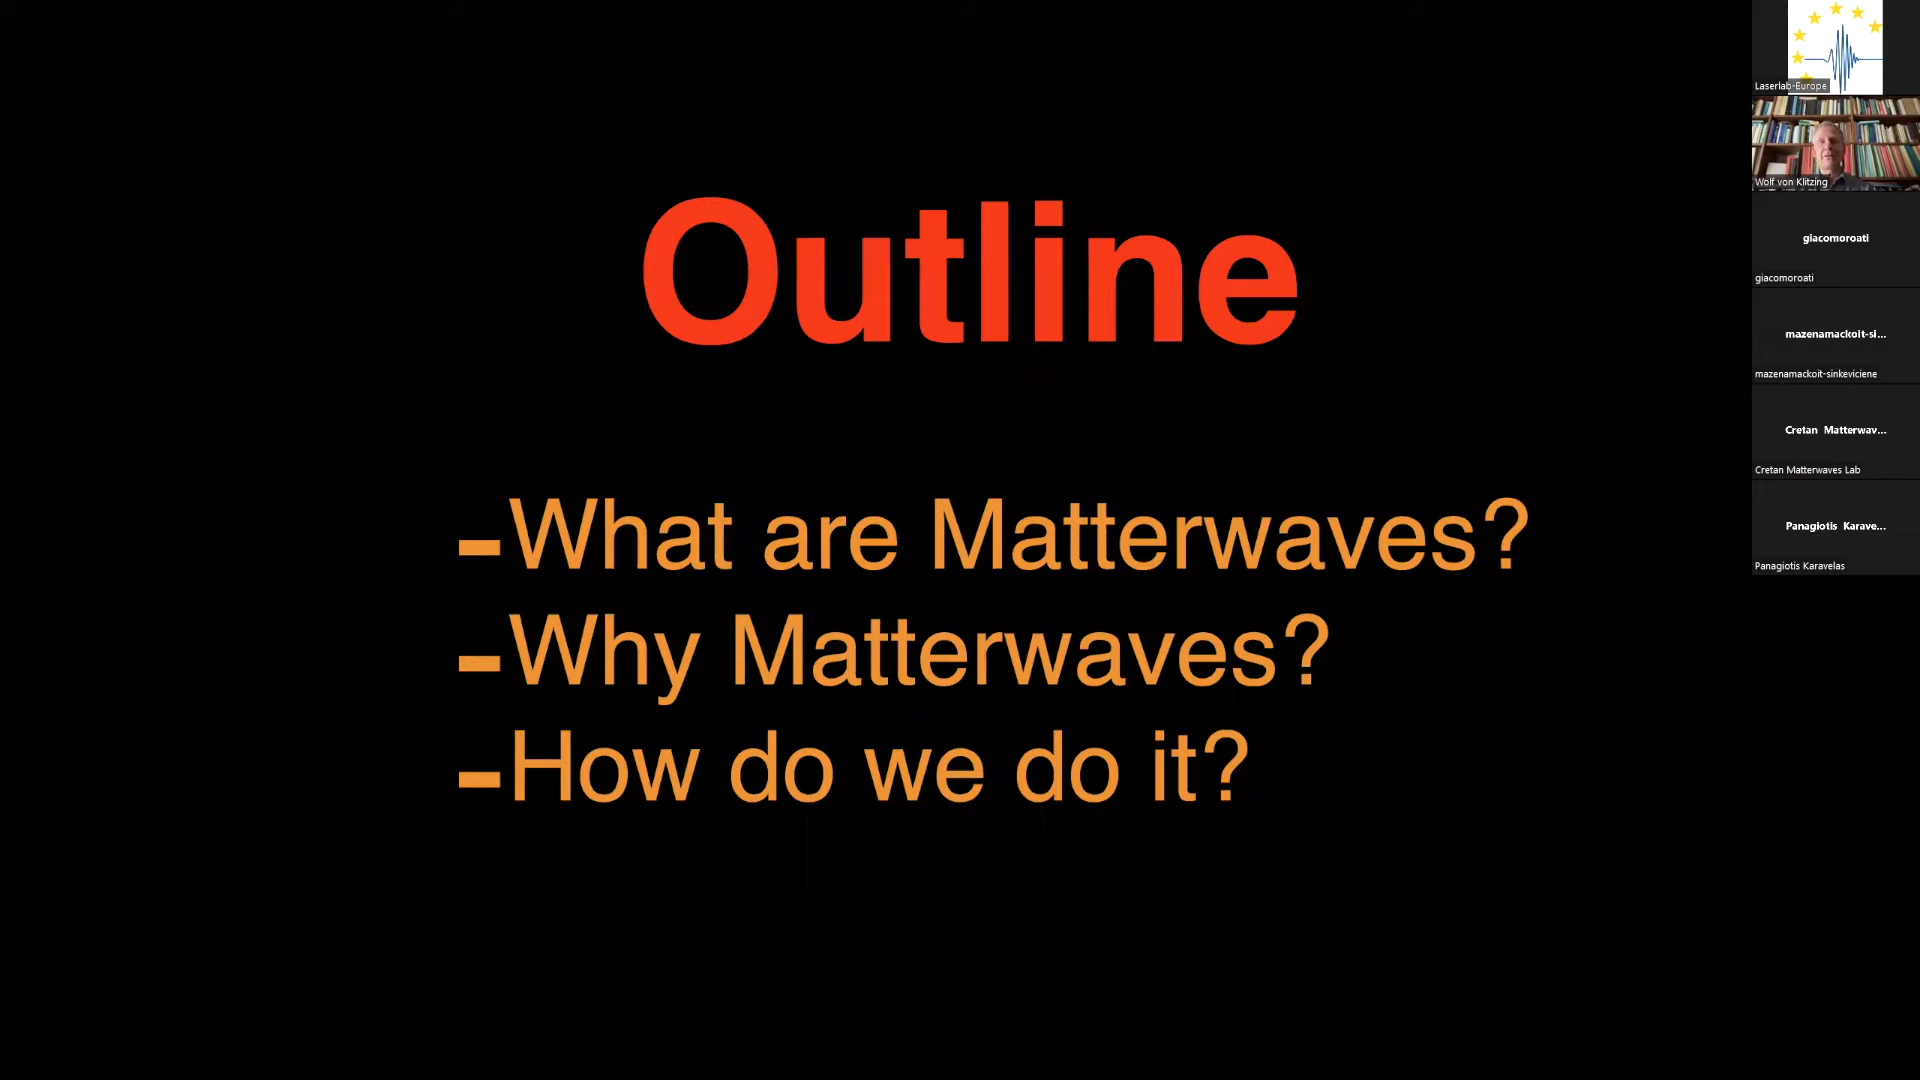 Outline
-What are Matterwaves?
-Why Matterwaves?
-How do we do it?
Laserlab-Europe
Wolf von Klitzing
giacomoroati
giacomoroati
mazenamackoit-si...
mazenamackoit-sinkeviciene
Cretan Matterwav...
Cretan Matterwaves Lab
Panagiotis Karave...
Panagiotis Karavelas